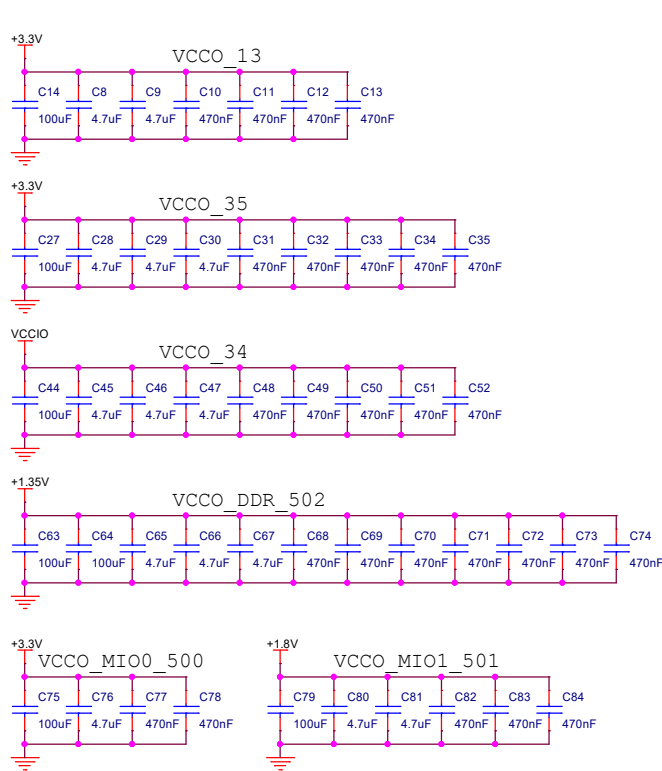 +3.3V
VCCO_13
C14 C8 C9 C10 C11 C12 C13
100uF 4.7uF 4.7uF 470nF 470nF 470nF 470nF
+3.3V
VCCO_35
C27 C28 C29 C30 C31 C32 C33 C34 C35
100uF 4.7uF 4.7uF 4.7uF 470nF 470nF 470nF 470nF 470nF
VCCIO
VCCO_34
C44 C45 C46 C47 C48 C49 C50 C51 C52
100uF 4.7uF 4.7uF 4.7uF 470nF 470nF 470nF 470nF 470nF
+1.35V
VCCO_DDR_502
C63 C64 C65 C66 C67 C68 C69 C70 C71 C72 C73 C74
100uF 100uF 4.7uF 4.7uF 4.7uF 470nF 470nF 470nF 470nF 470nF 470nF 470nF
+3.3V +1.8V
VCCO_MIO0_500 VCCO_MIO1_501
C75 C76 C77 C78 C79 C80 C81 C82 C83 C84
100uF 4.7uF 470nF 470nF 100uF 4.7uF 4.7uF 470nF 470nF 470nF